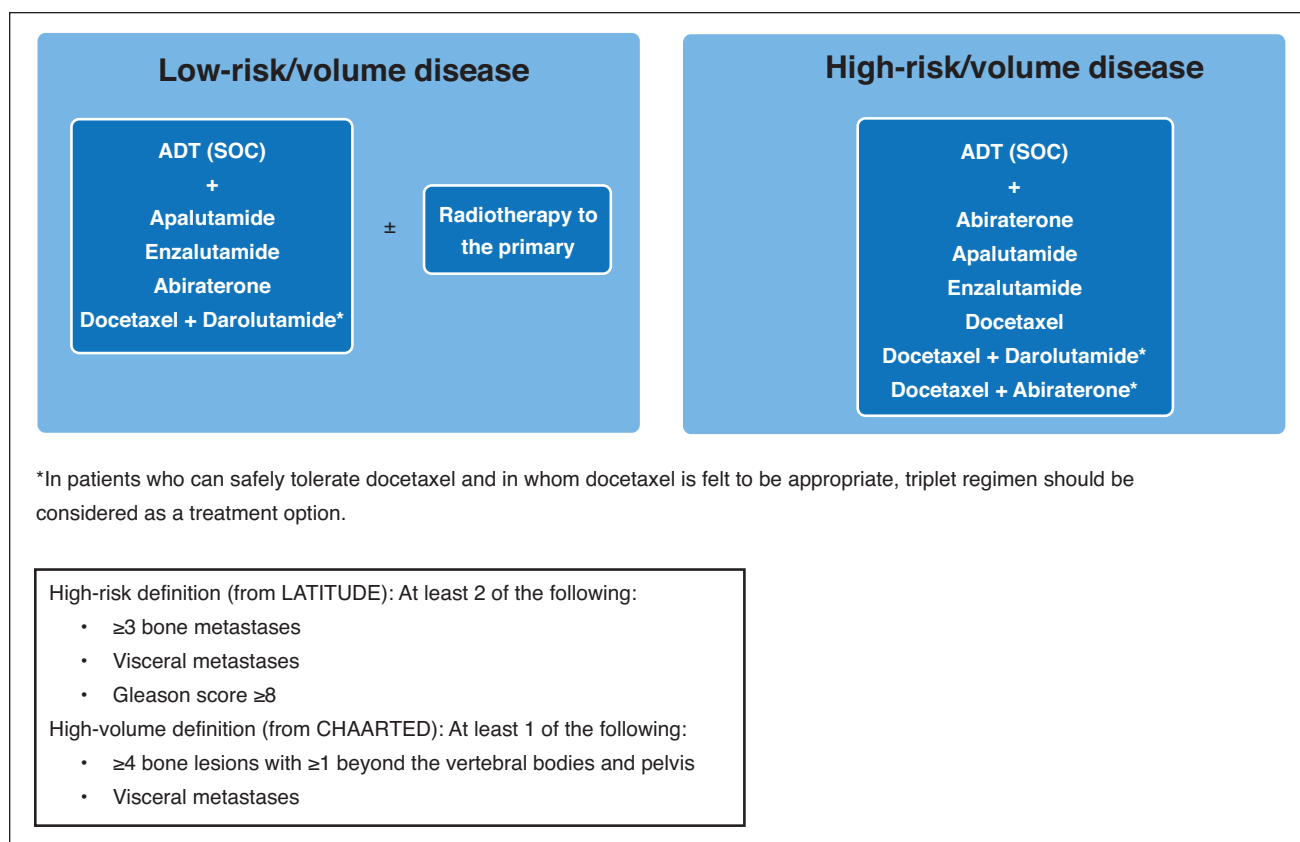 Low-risk/volume disease
ADT (SOC)
+
Apalutamide
Enzalutamide
Abiraterone
Docetaxel + Darolutamide*
±
Radiotherapy to
the primary
High-risk/volume disease
ADT (SOC)
+
Abiraterone
Apalutamide
Enzalutamide
Docetaxel
Docetaxel + Darolutamide*
Docetaxel + Abiraterone*
*In patients who can safely tolerate docetaxel and in whom docetaxel is felt to be appropriate, triplet regimen should be
considered as a treatment option.
High-risk definition (from LATITUDE): At least 2 of the following:
• ≥3 bone metastases
• Visceral metastases
• Gleason score ≥8
High-volume definition (from CHAARTED): At least 1 of the following:
• ≥4 bone lesions with ≥1 beyond the vertebral bodies and pelvis
• Visceral metastases